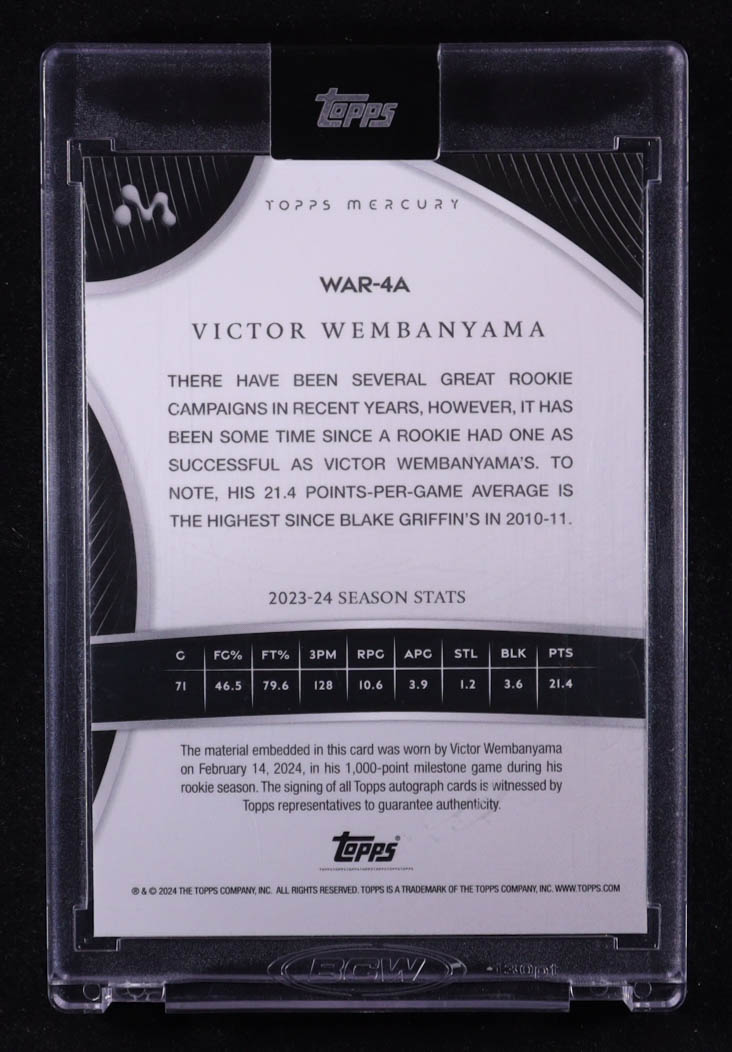 Topps
TOPPS MERCURY
WAR-4A
VICTOR WEMBANYAMA
THERE HAVE BEEN SEVERAL GREAT ROOKIE
CAMPAIGNS IN RECENT YEARS, HOWEVER, IT HAS
BEEN SOME TIME SINCE A ROOKIE HAD ONE AS
SUCCESSFUL AS VICTOR WEMBANYAMA'S. TO
NOTE, HIS 21.4 POINTS-PER-GAME AVERAGE IS
THE HIGHEST SINCE BLAKE GRIFFIN'S IN 2010-11.
2023-24 SEASON STATS
G FG% FT% 3PM RPG APG STL BLK PTS
71 46.5 79.6 128 10.6 3.9 1.2 3.6 21.4
The material embedded in this card was worn by Victor Wembanyama
on February 14, 2024, in his 1,000-point milestone game during his
rookie season. The signing of all Topps autograph cards is witnessed by
Topps representatives to guarantee authenticity.
Topps®
® & © 2024 THE TOPPS COMPANY, INC. ALL RIGHTS RESERVED. TOPPS IS A TRADEMARK OF THE TOPPS COMPANY, INC. WWW.TOPPS.COM
BCW 130pt